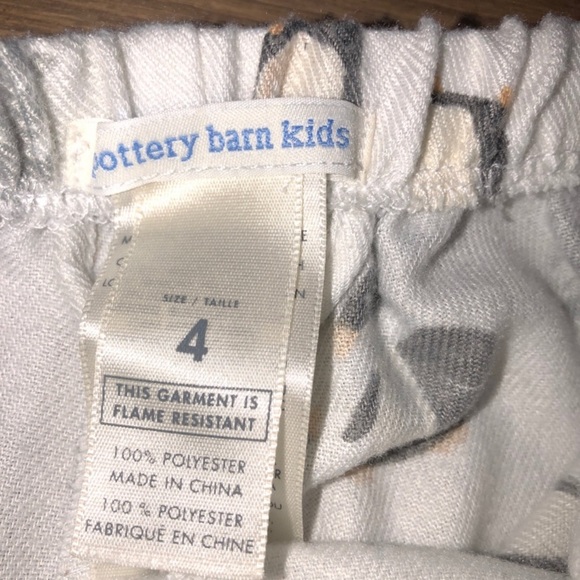 pottery barn kids
SIZE / TAILLE
4
THIS GARMENT IS
FLAME RESISTANT
100% POLYESTER
MADE IN CHINA
100 % POLYESTER
FABRIQUÉ EN CHINE